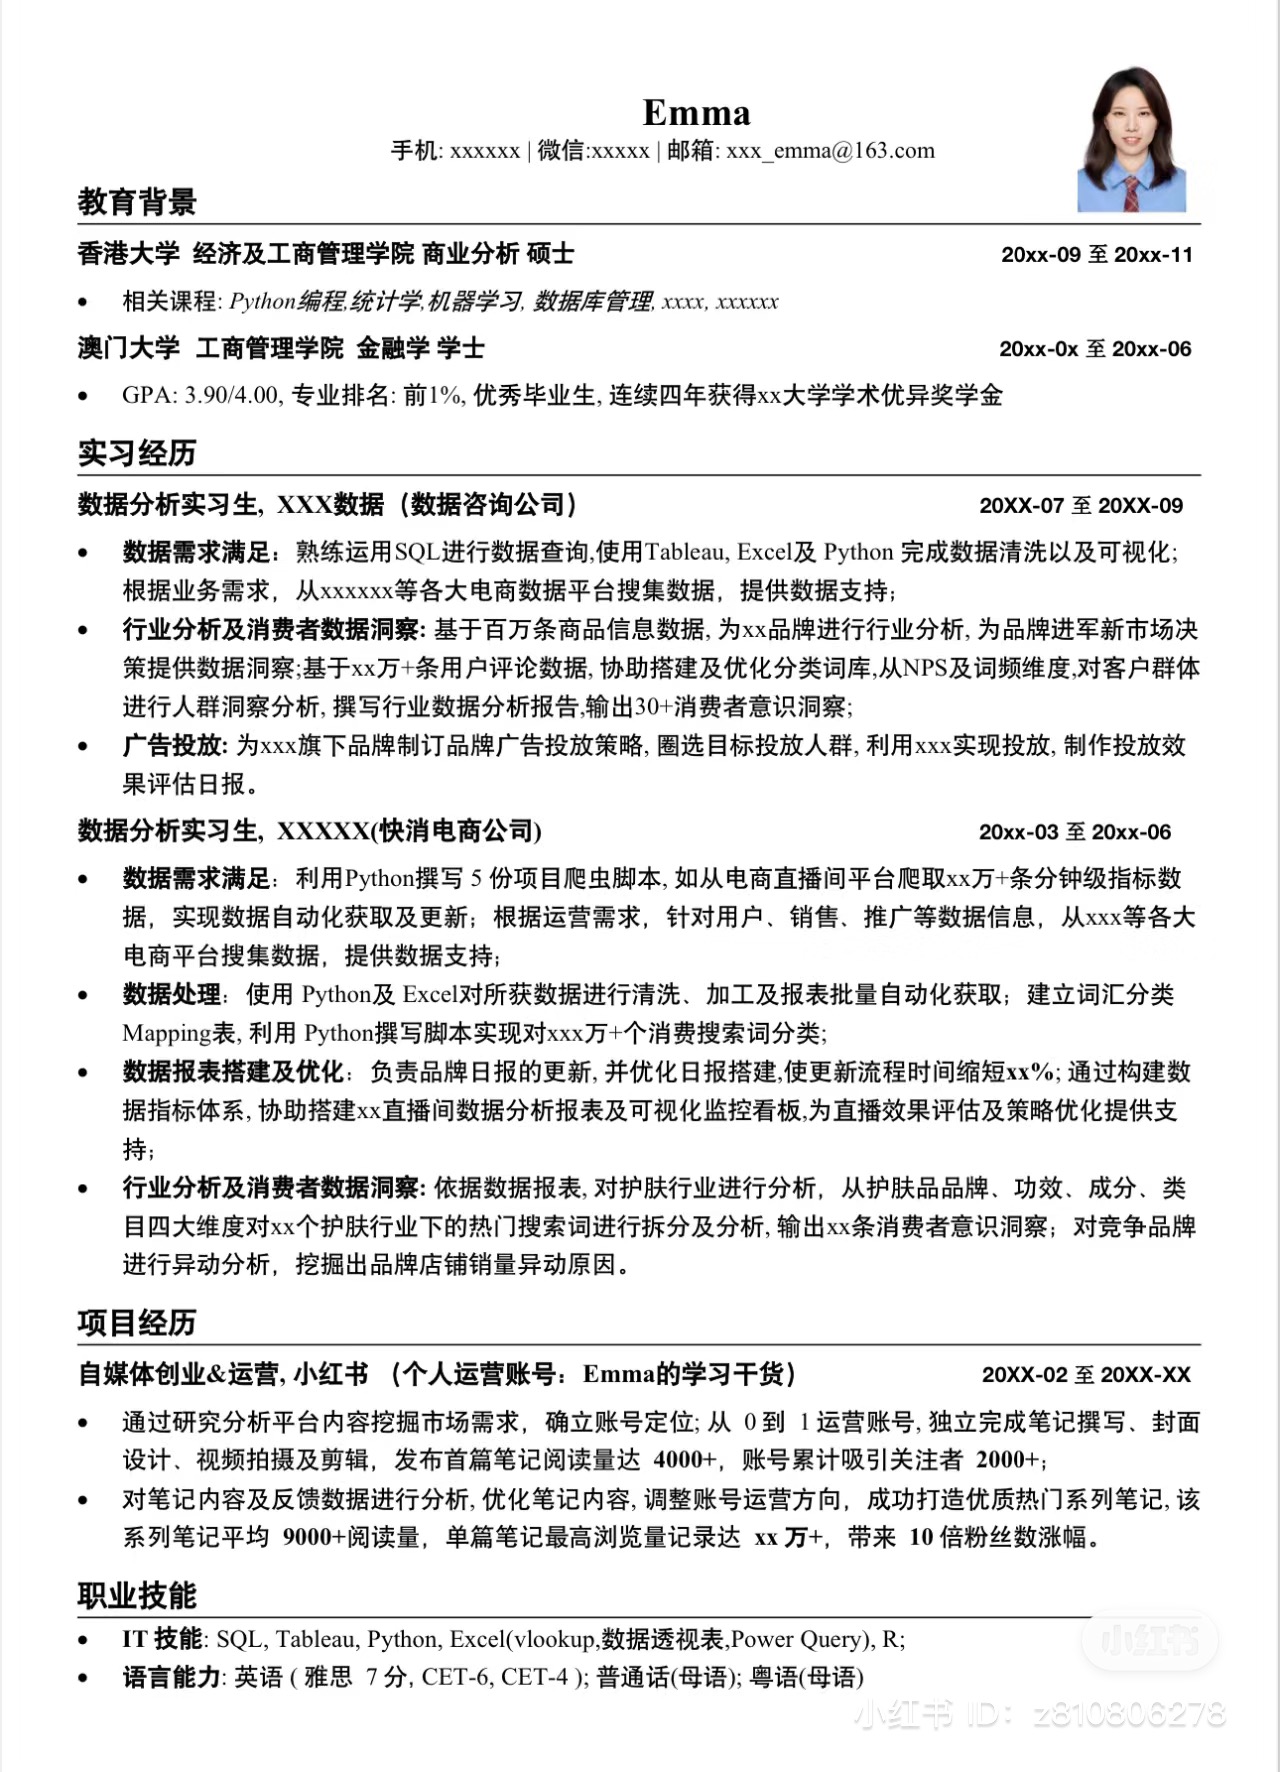 Emma
手机: xxxxxx | 微信:xxxxx | 邮箱: xxx_emma@163.com
教育背景
香港大学 经济及工商管理学院 商业分析 硕士 20xx-09 至 20xx-11
• 相关课程: Python编程,统计学,机器学习, 数据库管理, xxxx, xxxxxx
澳门大学 工商管理学院 金融学 学士 20xx-0x 至 20xx-06
• GPA: 3.90/4.00, 专业排名: 前1%, 优秀毕业生, 连续四年获得xx大学学术优异奖学金
实习经历
数据分析实习生, XXX数据（数据咨询公司） 20XX-07 至 20XX-09
• 数据需求满足：熟练运用SQL进行数据查询,使用Tableau, Excel及 Python 完成数据清洗以及可视化;
根据业务需求，从xxxxxx等各大电商数据平台搜集数据，提供数据支持；
• 行业分析及消费者数据洞察: 基于百万条商品信息数据, 为xx品牌进行行业分析, 为品牌进军新市场决
策提供数据洞察;基于xx万+条用户评论数据, 协助搭建及优化分类词库,从NPS及词频维度,对客户群体
进行人群洞察分析, 撰写行业数据分析报告,输出30+消费者意识洞察;
• 广告投放: 为xxx旗下品牌制订品牌广告投放策略, 圈选目标投放人群, 利用xxx实现投放, 制作投放效
果评估日报。
数据分析实习生, XXXXX(快消电商公司) 20xx-03 至 20xx-06
• 数据需求满足：利用Python撰写 5 份项目爬虫脚本, 如从电商直播间平台爬取xx万+条分钟级指标数
据，实现数据自动化获取及更新；根据运营需求，针对用户、销售、推广等数据信息，从xxx等各大
电商平台搜集数据，提供数据支持；
• 数据处理：使用 Python及 Excel对所获数据进行清洗、加工及报表批量自动化获取；建立词汇分类
Mapping表, 利用 Python撰写脚本实现对xxx万+个消费搜索词分类;
• 数据报表搭建及优化：负责品牌日报的更新, 并优化日报搭建,使更新流程时间缩短xx%; 通过构建数
据指标体系, 协助搭建xx直播间数据分析报表及可视化监控看板,为直播效果评估及策略优化提供支
持；
• 行业分析及消费者数据洞察: 依据数据报表, 对护肤行业进行分析，从护肤品品牌、功效、成分、类
目四大维度对xx个护肤行业下的热门搜索词进行拆分及分析, 输出xx条消费者意识洞察；对竞争品牌
进行异动分析，挖掘出品牌店铺销量异动原因。
项目经历
自媒体创业&运营, 小红书 （个人运营账号：Emma的学习干货） 20XX-02 至 20XX-XX
• 通过研究分析平台内容挖掘市场需求，确立账号定位; 从 0 到 1 运营账号, 独立完成笔记撰写、封面
设计、视频拍摄及剪辑，发布首篇笔记阅读量达 4000+，账号累计吸引关注者 2000+；
• 对笔记内容及反馈数据进行分析, 优化笔记内容, 调整账号运营方向，成功打造优质热门系列笔记, 该
系列笔记平均 9000+阅读量，单篇笔记最高浏览量记录达 xx 万+，带来 10 倍粉丝数涨幅。
职业技能
• IT 技能: SQL, Tableau, Python, Excel(vlookup,数据透视表,Power Query), R;
• 语言能力: 英语 ( 雅思 7 分, CET-6, CET-4 ); 普通话(母语); 粤语(母语)
小红书
小红书 ID：z810806278